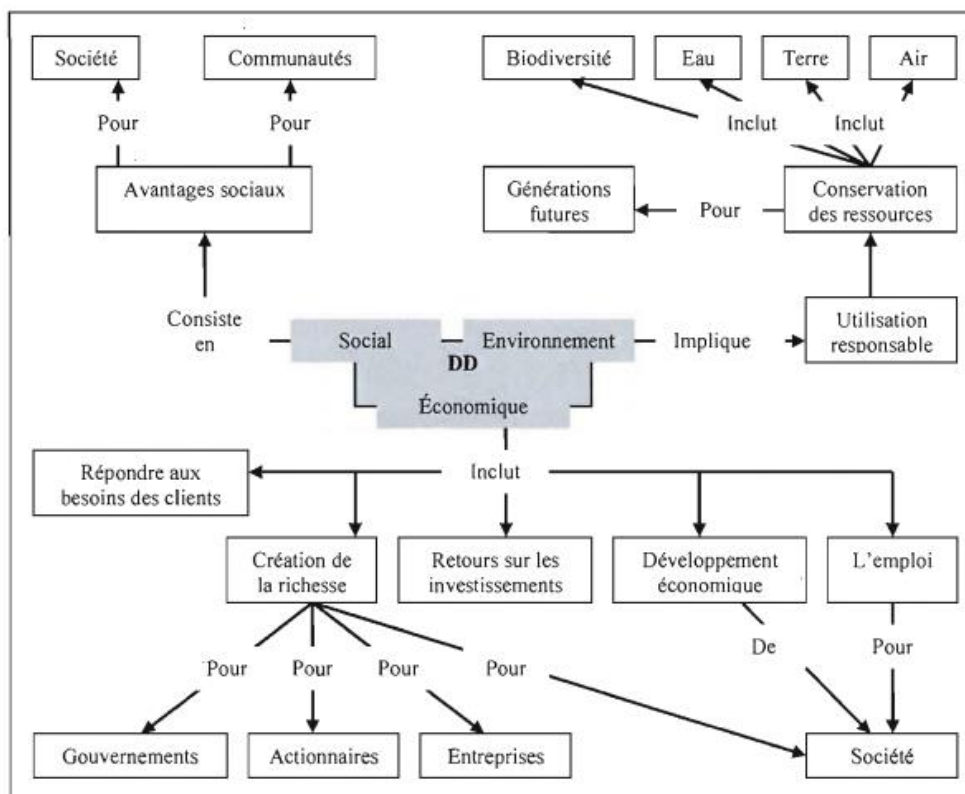 Société
Communautés
Biodiversité
Eau
Terre
Air
Pour
Pour
Inclut
Inclut
Avantages sociaux
Générations
futures
Pour
Conservation
des ressources
Consiste
en
Social
Environnement
Implique
Utilisation
responsable
DD
Économique
Répondre aux
besoins des clients
Inclut
Création de
la richesse
Retours sur les
investissements
Développement
économique
L'emploi
Pour
Pour
Pour
Pour
De
Pour
Gouvernements
Actionnaires
Entreprises
Société